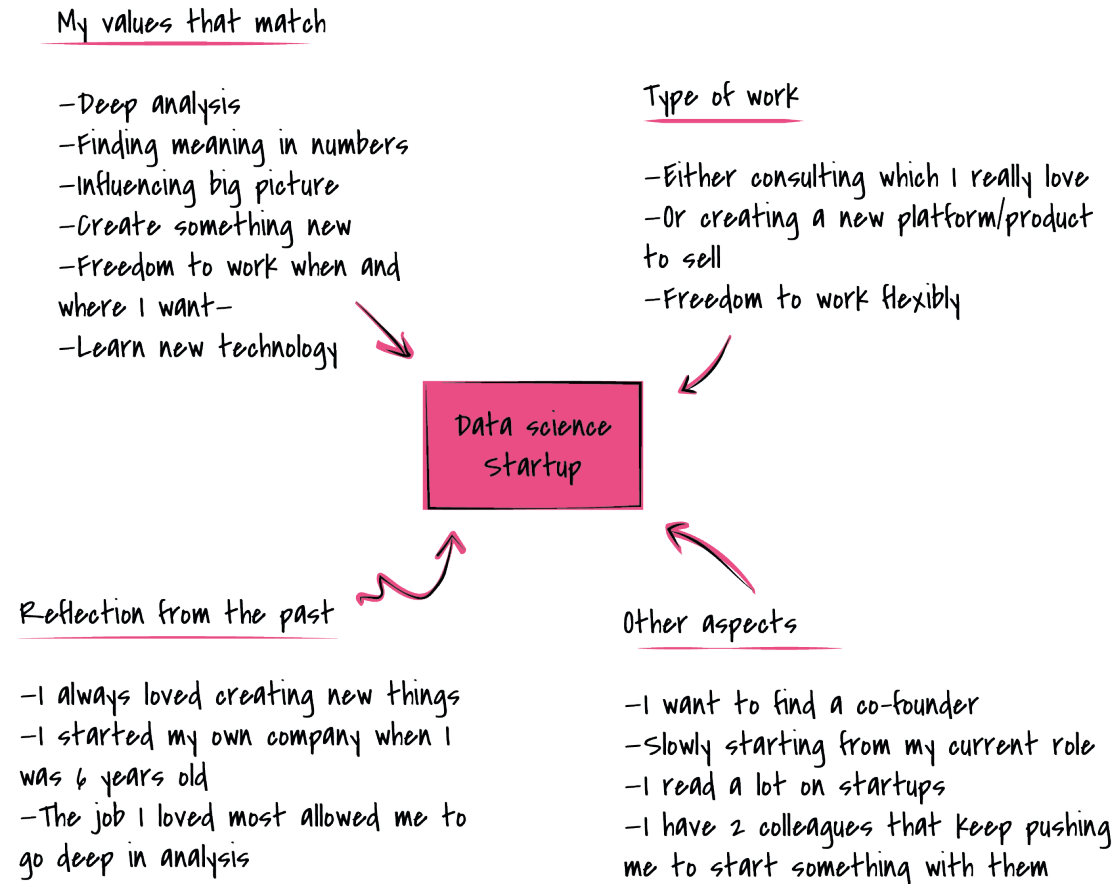 My values that match
-Deep analysis
-Finding meaning in numbers
-Influencing big picture
-Create something new
-Freedom to work when and
where I want-
-Learn new technology
Type of work
-Either consulting which I really love
-Or creating a new platform/product
to sell
-Freedom to work flexibly
Data science
Startup
Reflection from the past
-I always loved creating new things
-I started my own company when I
was 6 years old
-The job I loved most allowed me to
go deep in analysis
Other aspects
-I want to find a co-founder
-Slowly starting from my current role
-I read a lot on startups
-I have 2 colleagues that keep pushing
me to start something with them